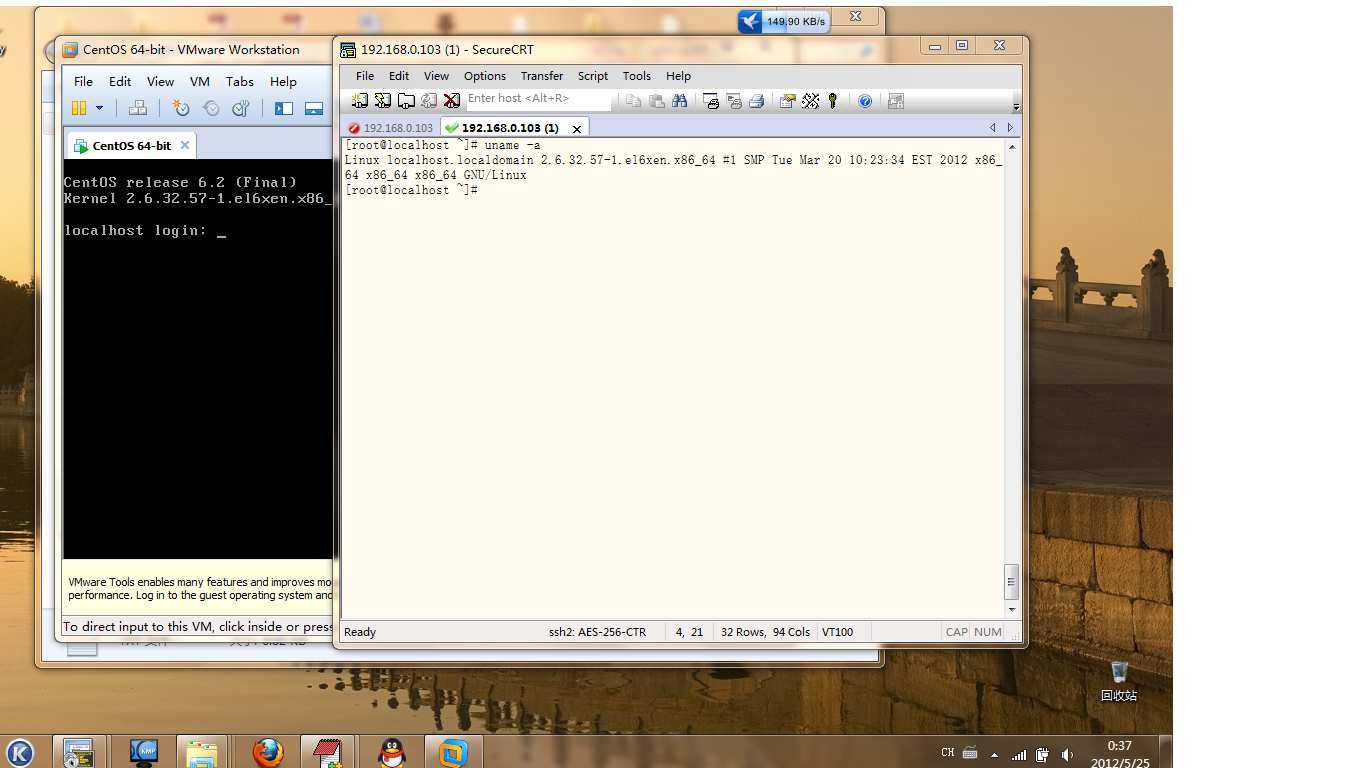 149.90 KB/s
CentOS 64-bit - VMware Workstation
File Edit View VM Tabs Help
CentOS 64-bit
CentOS release 6.2 (Final)
Kernel 2.6.32.57-1.el6xen.x86_
localhost login: _
VMware Tools enables many features and improves mo
performance. Log in to the guest operating system and
To direct input to this VM, click inside or press
192.168.0.103 (1) - SecureCRT
File Edit View Options Transfer Script Tools Help
Enter host <Alt+R>
192.168.0.103
192.168.0.103 (1)
[root@localhost ~]# uname -a
Linux localhost.localdomain 2.6.32.57-1.el6xen.x86_64 #1 SMP Tue Mar 20 10:23:34 EST 2012 x86_
64 x86_64 x86_64 GNU/Linux
[root@localhost ~]#
Ready ssh2: AES-256-CTR 4, 21 32 Rows, 94 Cols VT100 CAP NUM
回收站
K
KMP
CH
0:37
2012/5/25